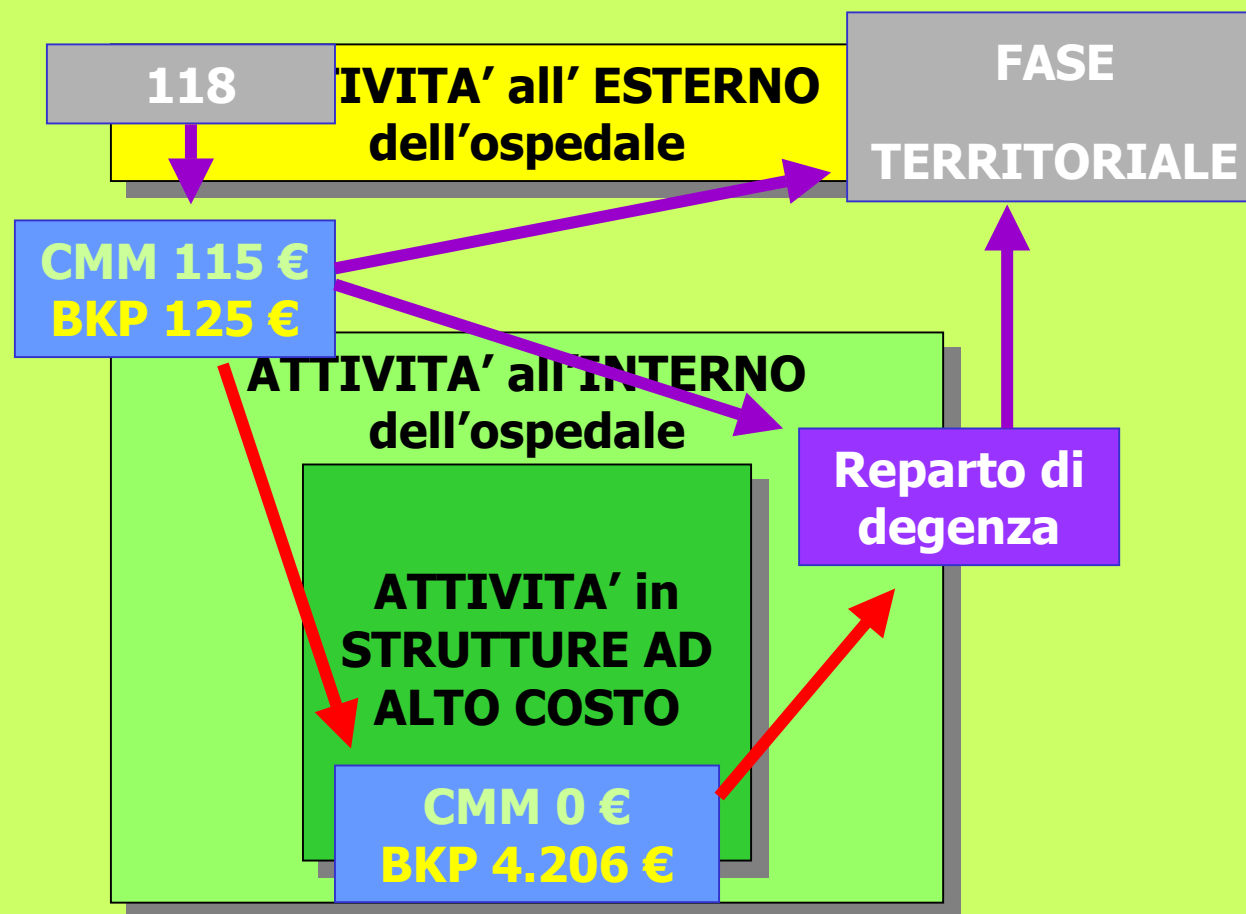 118
IVITA’ all’ ESTERNO
dell’ospedale
FASE
TERRITORIALE
CMM 115 €
BKP 125 €
ATTIVITA’ all’INTERNO
dell’ospedale
Reparto di
degenza
ATTIVITA’ in
STRUTTURE AD
ALTO COSTO
CMM 0 €
BKP 4.206 €